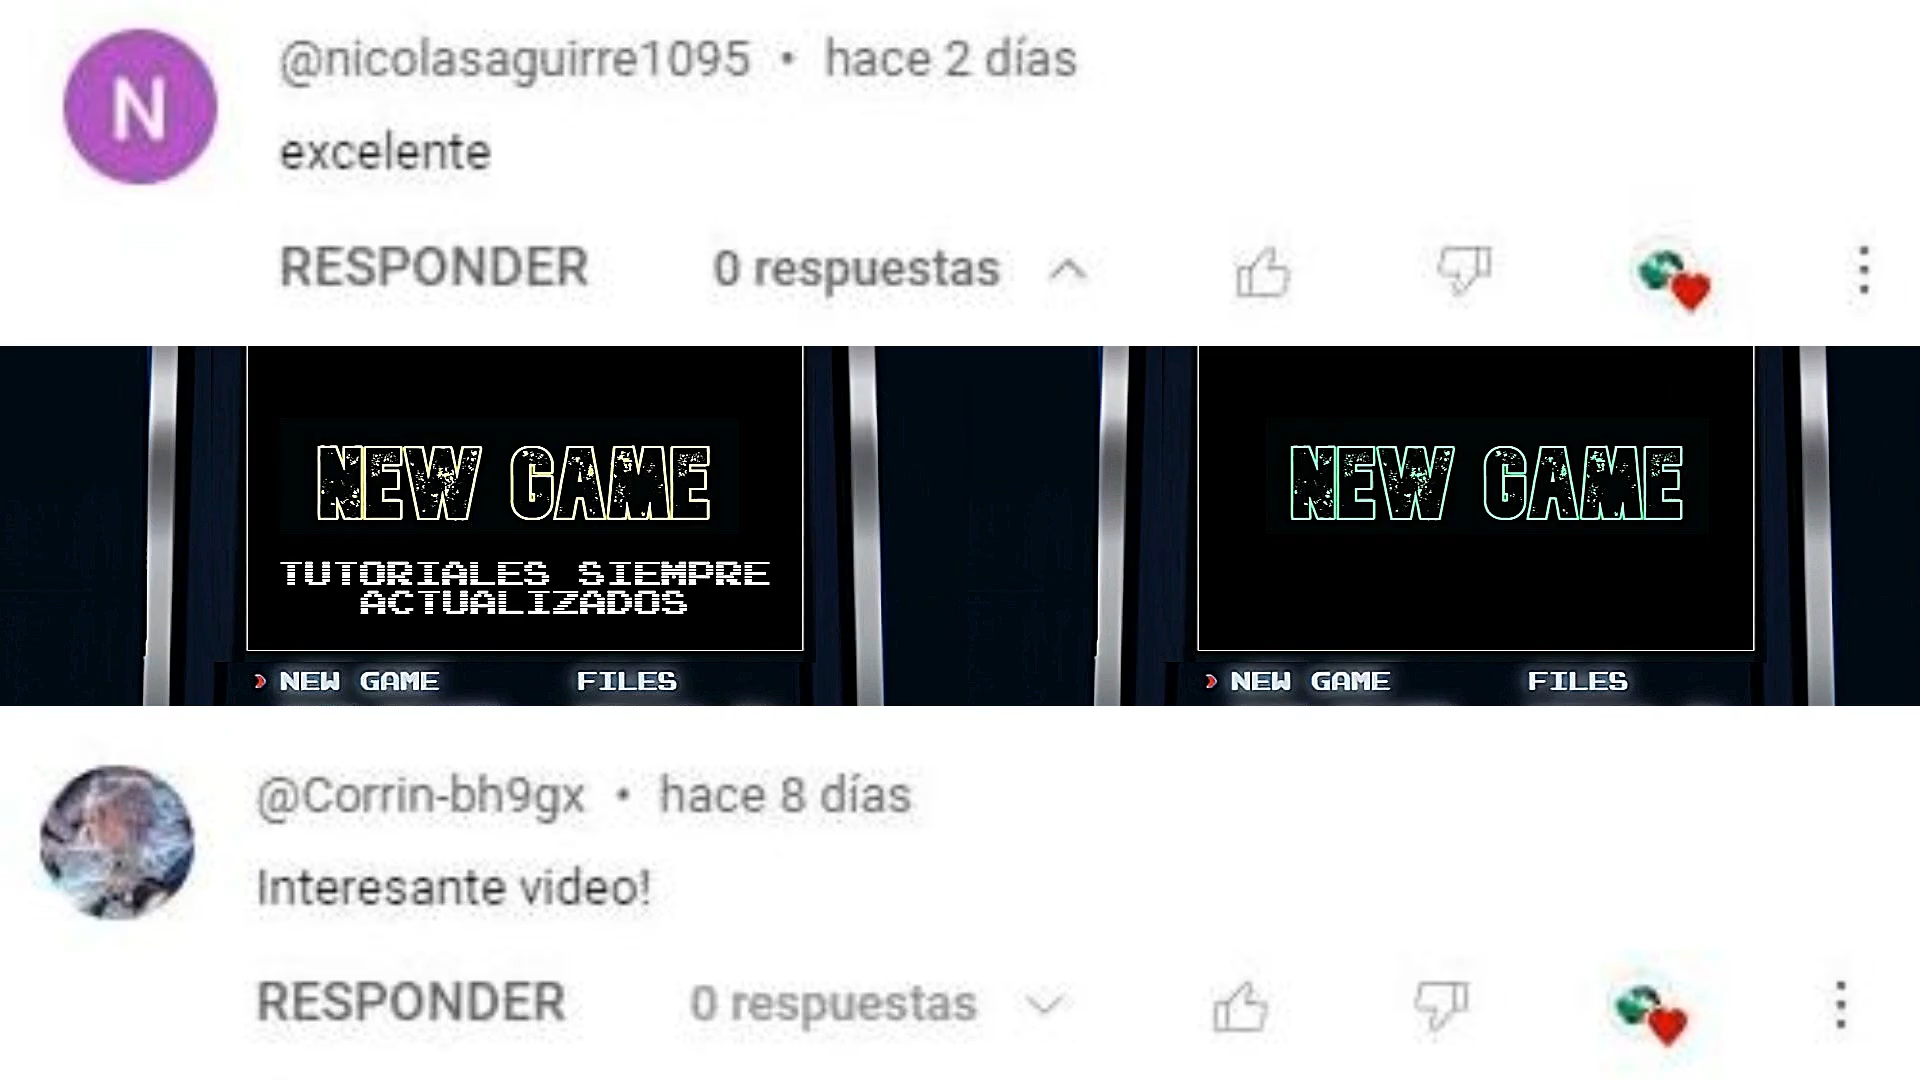 N
@nicolasaguirre1095 • hace 2 días
excelente
RESPONDER 0 respuestas
NEW GAME NEW GAME
TUTORIALES SIEMPRE
ACTUALIZADOS
NEW GAME FILES NEW GAME FILES
@Corrin-bh9gx • hace 8 días
Interesante video!
RESPONDER 0 respuestas